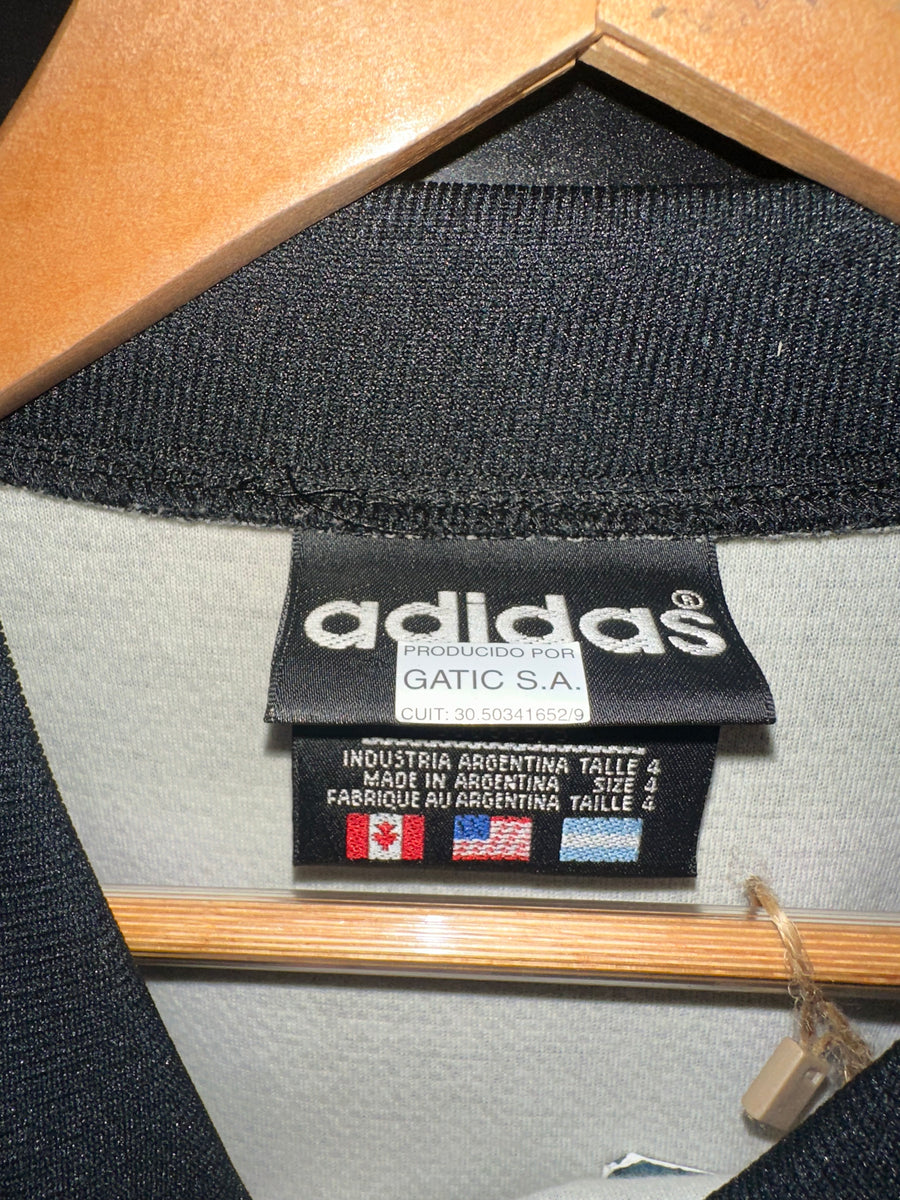 adidas®
PRODUCIDO POR
GATIC S.A.
CUIT: 30.50341652/9
INDUSTRIA ARGENTINA TALLE 4
MADE IN ARGENTINA SIZE 4
FABRIQUE AU ARGENTINA TAILLE 4